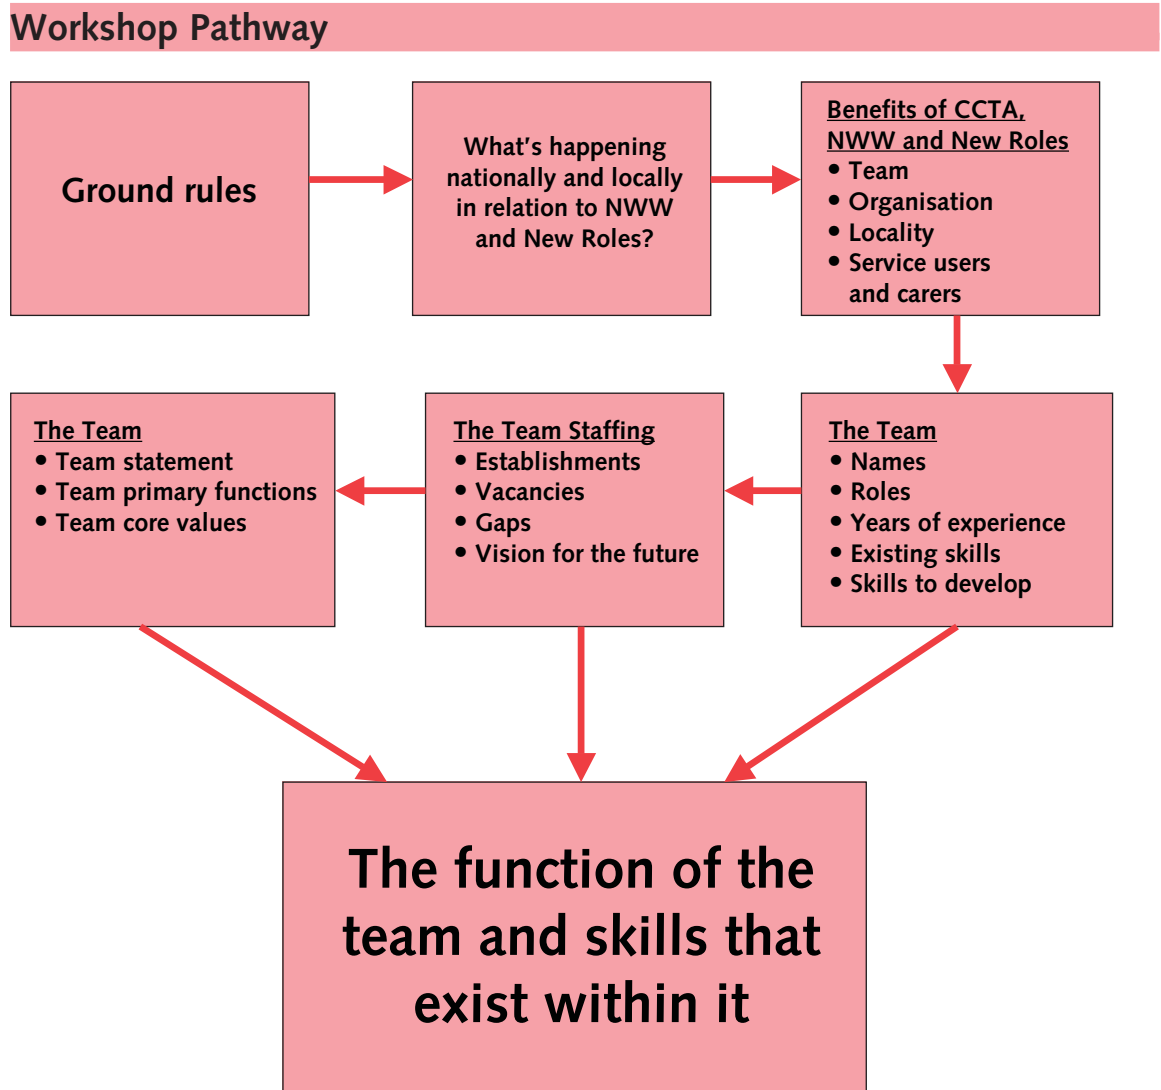 Workshop Pathway
Ground rules
What's happening
nationally and locally
in relation to NWW
and New Roles?
Benefits of CCTA,
NWW and New Roles
• Team
• Organisation
• Locality
• Service users
and carers
The Team
• Names
• Roles
• Years of experience
• Existing skills
• Skills to develop
The Team Staffing
• Establishments
• Vacancies
• Gaps
• Vision for the future
The Team
• Team statement
• Team primary functions
• Team core values
The function of the
team and skills that
exist within it